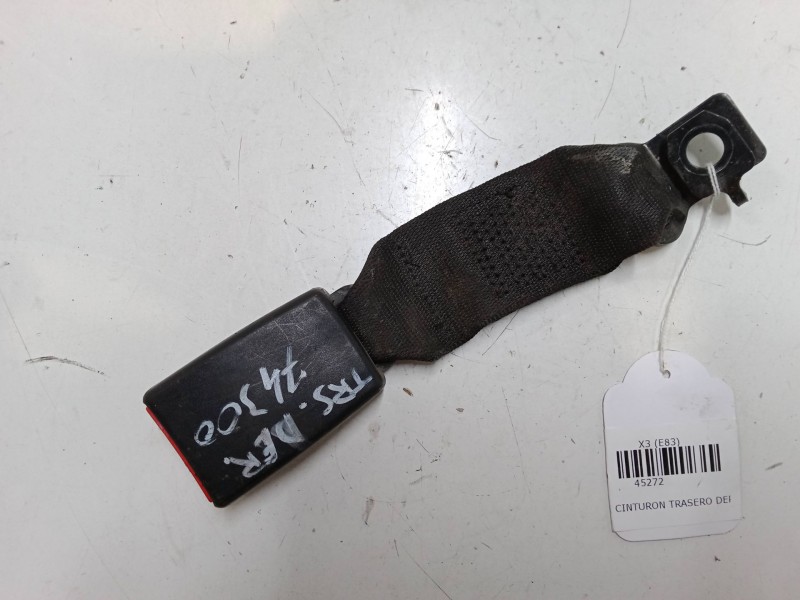 TRS. DER.
74300
X3 (E83)
45272
CINTURON TRASERO DEI